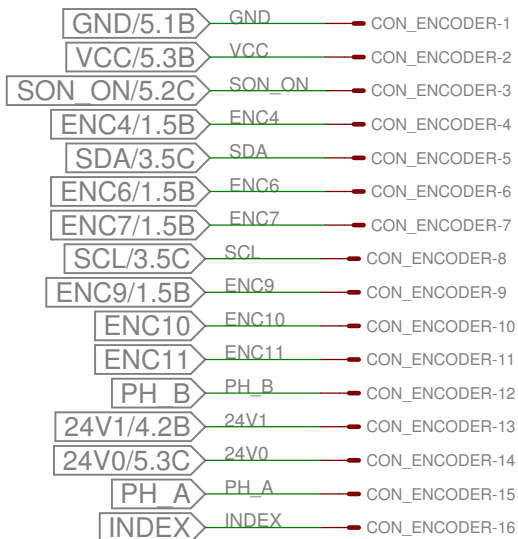 GND/5.1B GND CON_ENCODER-1
VCC/5.3B VCC CON_ENCODER-2
SON_ON/5.2C SON_ON CON_ENCODER-3
ENC4/1.5B ENC4 CON_ENCODER-4
SDA/3.5C SDA CON_ENCODER-5
ENC6/1.5B ENC6 CON_ENCODER-6
ENC7/1.5B ENC7 CON_ENCODER-7
SCL/3.5C SCL CON_ENCODER-8
ENC9/1.5B ENC9 CON_ENCODER-9
ENC10 ENC10 CON_ENCODER-10
ENC11 ENC11 CON_ENCODER-11
PH_B PH_B CON_ENCODER-12
24V1/4.2B 24V1 CON_ENCODER-13
24V0/5.3C 24V0 CON_ENCODER-14
PH_A PH_A CON_ENCODER-15
INDEX INDEX CON_ENCODER-16